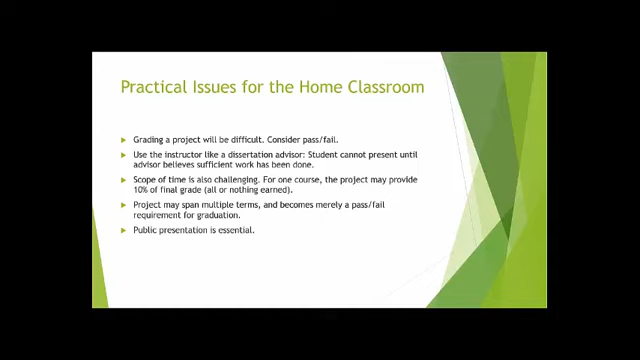 Practical Issues for the Home Classroom
Grading a project will be difficult. Consider pass/fail.
Use the instructor like a dissertation advisor: Student cannot present until
advisor believes sufficient work has been done.
Scope of time is also challenging. For one course, the project may provide
10% of final grade (all or nothing earned).
Project may span multiple terms, and becomes merely a pass/fail
requirement for graduation.
Public presentation is essential.